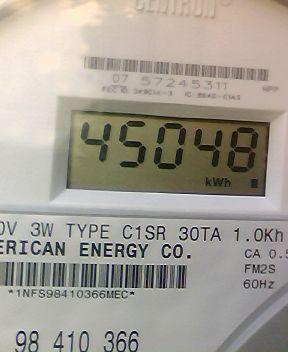 CENTRON
07 57245311
45048
kWh
0V 3W TYPE C1SR 30TA 1.0Kh
ERICAN ENERGY CO.
CA 0.5
FM2S
60Hz
*1NFS98410366MEC*
98 410 366